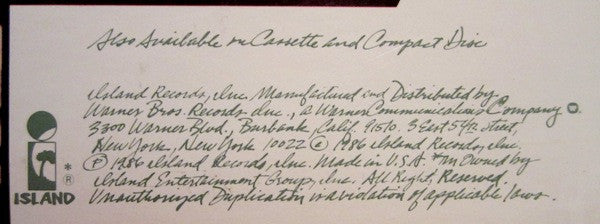 Also Available on Cassette and Compact Disc
Island Records, Inc. Manufactured and Distributed by
Warner Bros. Records Inc., a Warner Communications Company W
3300 Warner Blvd., Burbank, Calif. 91510. 3 East 54th Street,
New York, New York 10022 © 1986 Island Records, Inc.
℗ 1986 Island Records, Inc. Made in U.S.A. *TM Owned by
Island Entertainment Group, Inc. All Rights Reserved.
Unauthorized Duplication is a violation of applicable laws.
* ®
ISLAND